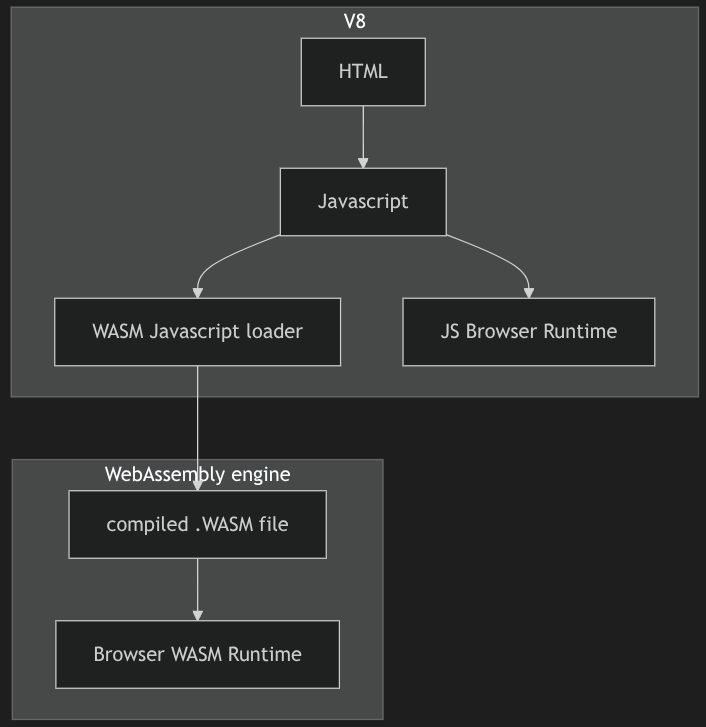 V8
HTML
Javascript
WASM Javascript loader
JS Browser Runtime
WebAssembly engine
compiled .WASM file
Browser WASM Runtime